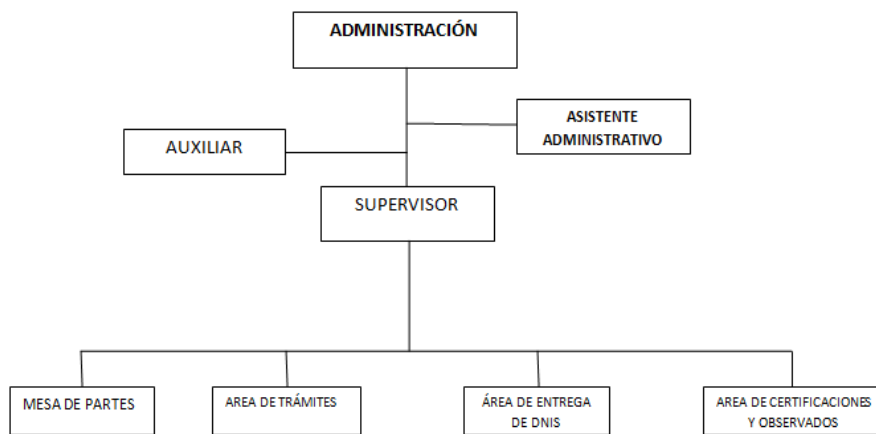 ADMINISTRACIÓN
ASISTENTE
ADMINISTRATIVO
AUXILIAR
SUPERVISOR
MESA DE PARTES
AREA DE TRÁMITES
ÁREA DE ENTREGA
DE DNIS
AREA DE CERTIFICACIONES
Y OBSERVADOS